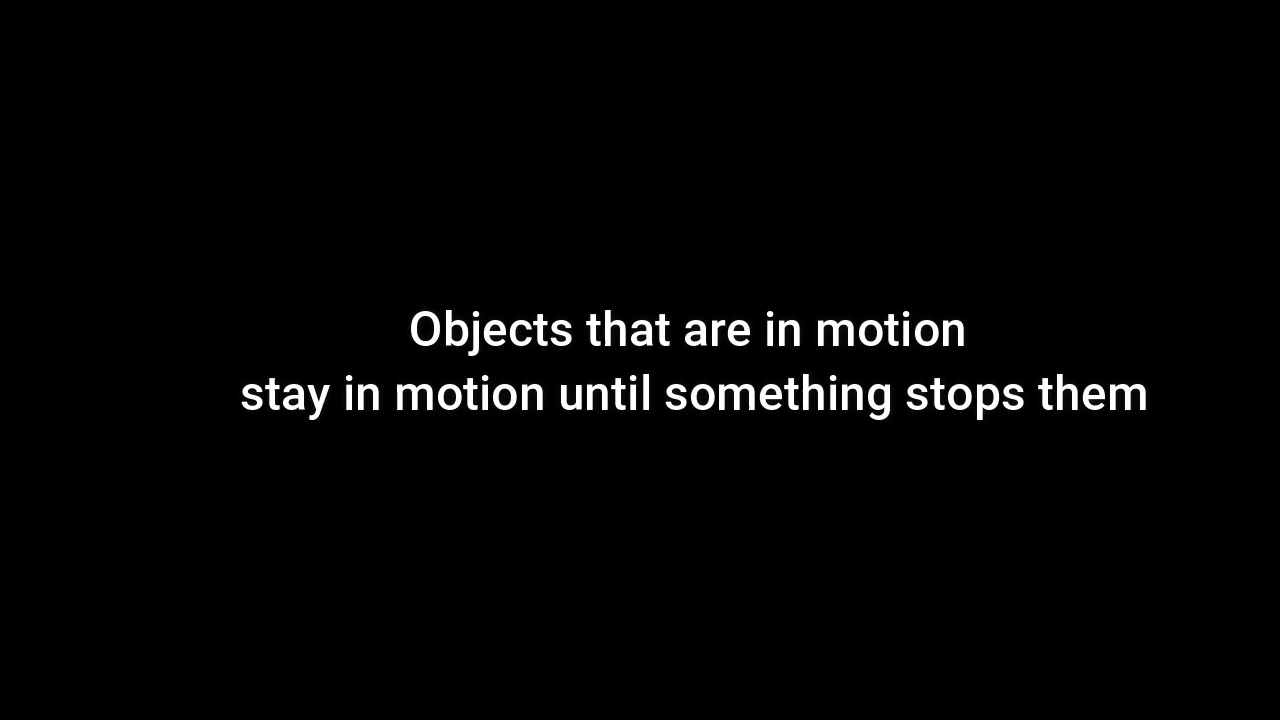 Objects that are in motion
stay in motion until something stops them